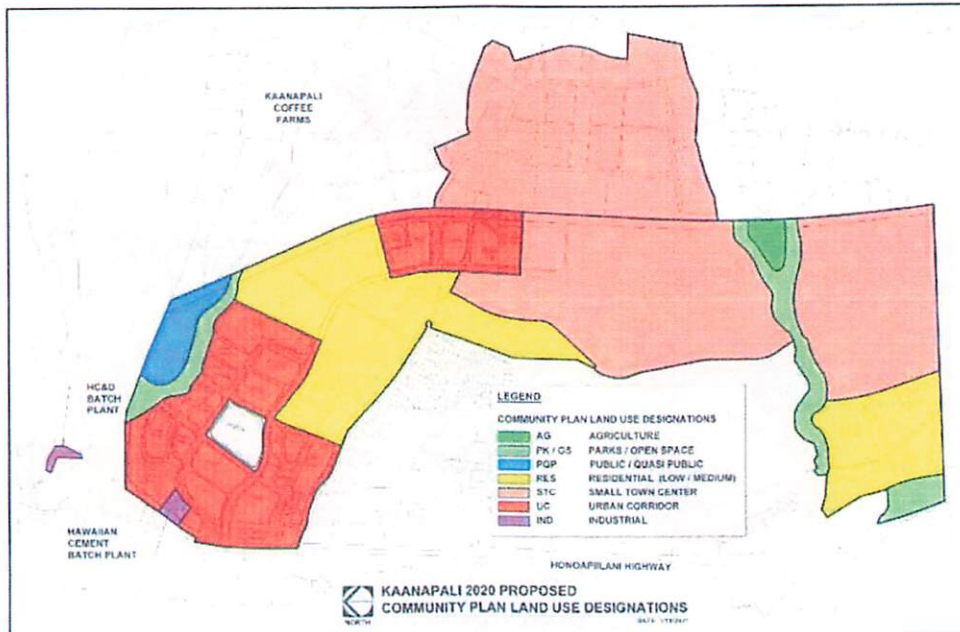 KAANAPALI
COFFEE
FARMS
HC&D
BATCH
PLANT
HAWAIIAN
CEMENT
BATCH PLANT
LEGEND
COMMUNITY PLAN LAND USE DESIGNATIONS
AG AGRICULTURE
PK / OS PARKS / OPEN SPACE
PQP PUBLIC / QUASI PUBLIC
RES RESIDENTIAL (LOW / MEDIUM)
STC SMALL TOWN CENTER
UC URBAN CORRIDOR
IND INDUSTRIAL
HONOAPIILANI HIGHWAY
KAANAPALI 2020 PROPOSED
COMMUNITY PLAN LAND USE DESIGNATIONS
NORTH
DATE: